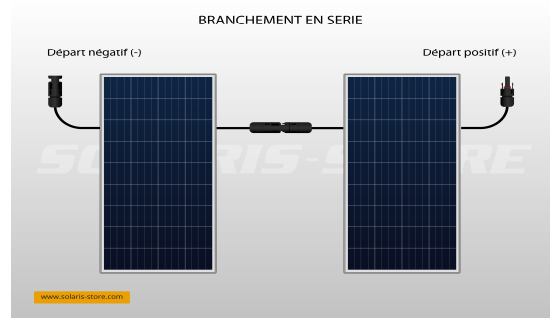 BRANCHEMENT EN SERIE
Départ négatif (-)
Départ positif (+)
SOLARIS-STORE
www.solaris-store.com